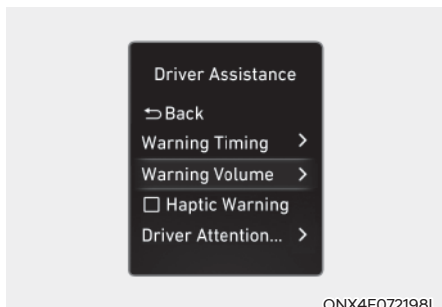 Driver Assistance
⮌ Back
Warning Timing >
Warning Volume >
☐ Haptic Warning
Driver Attention... >
ONX4E072198L